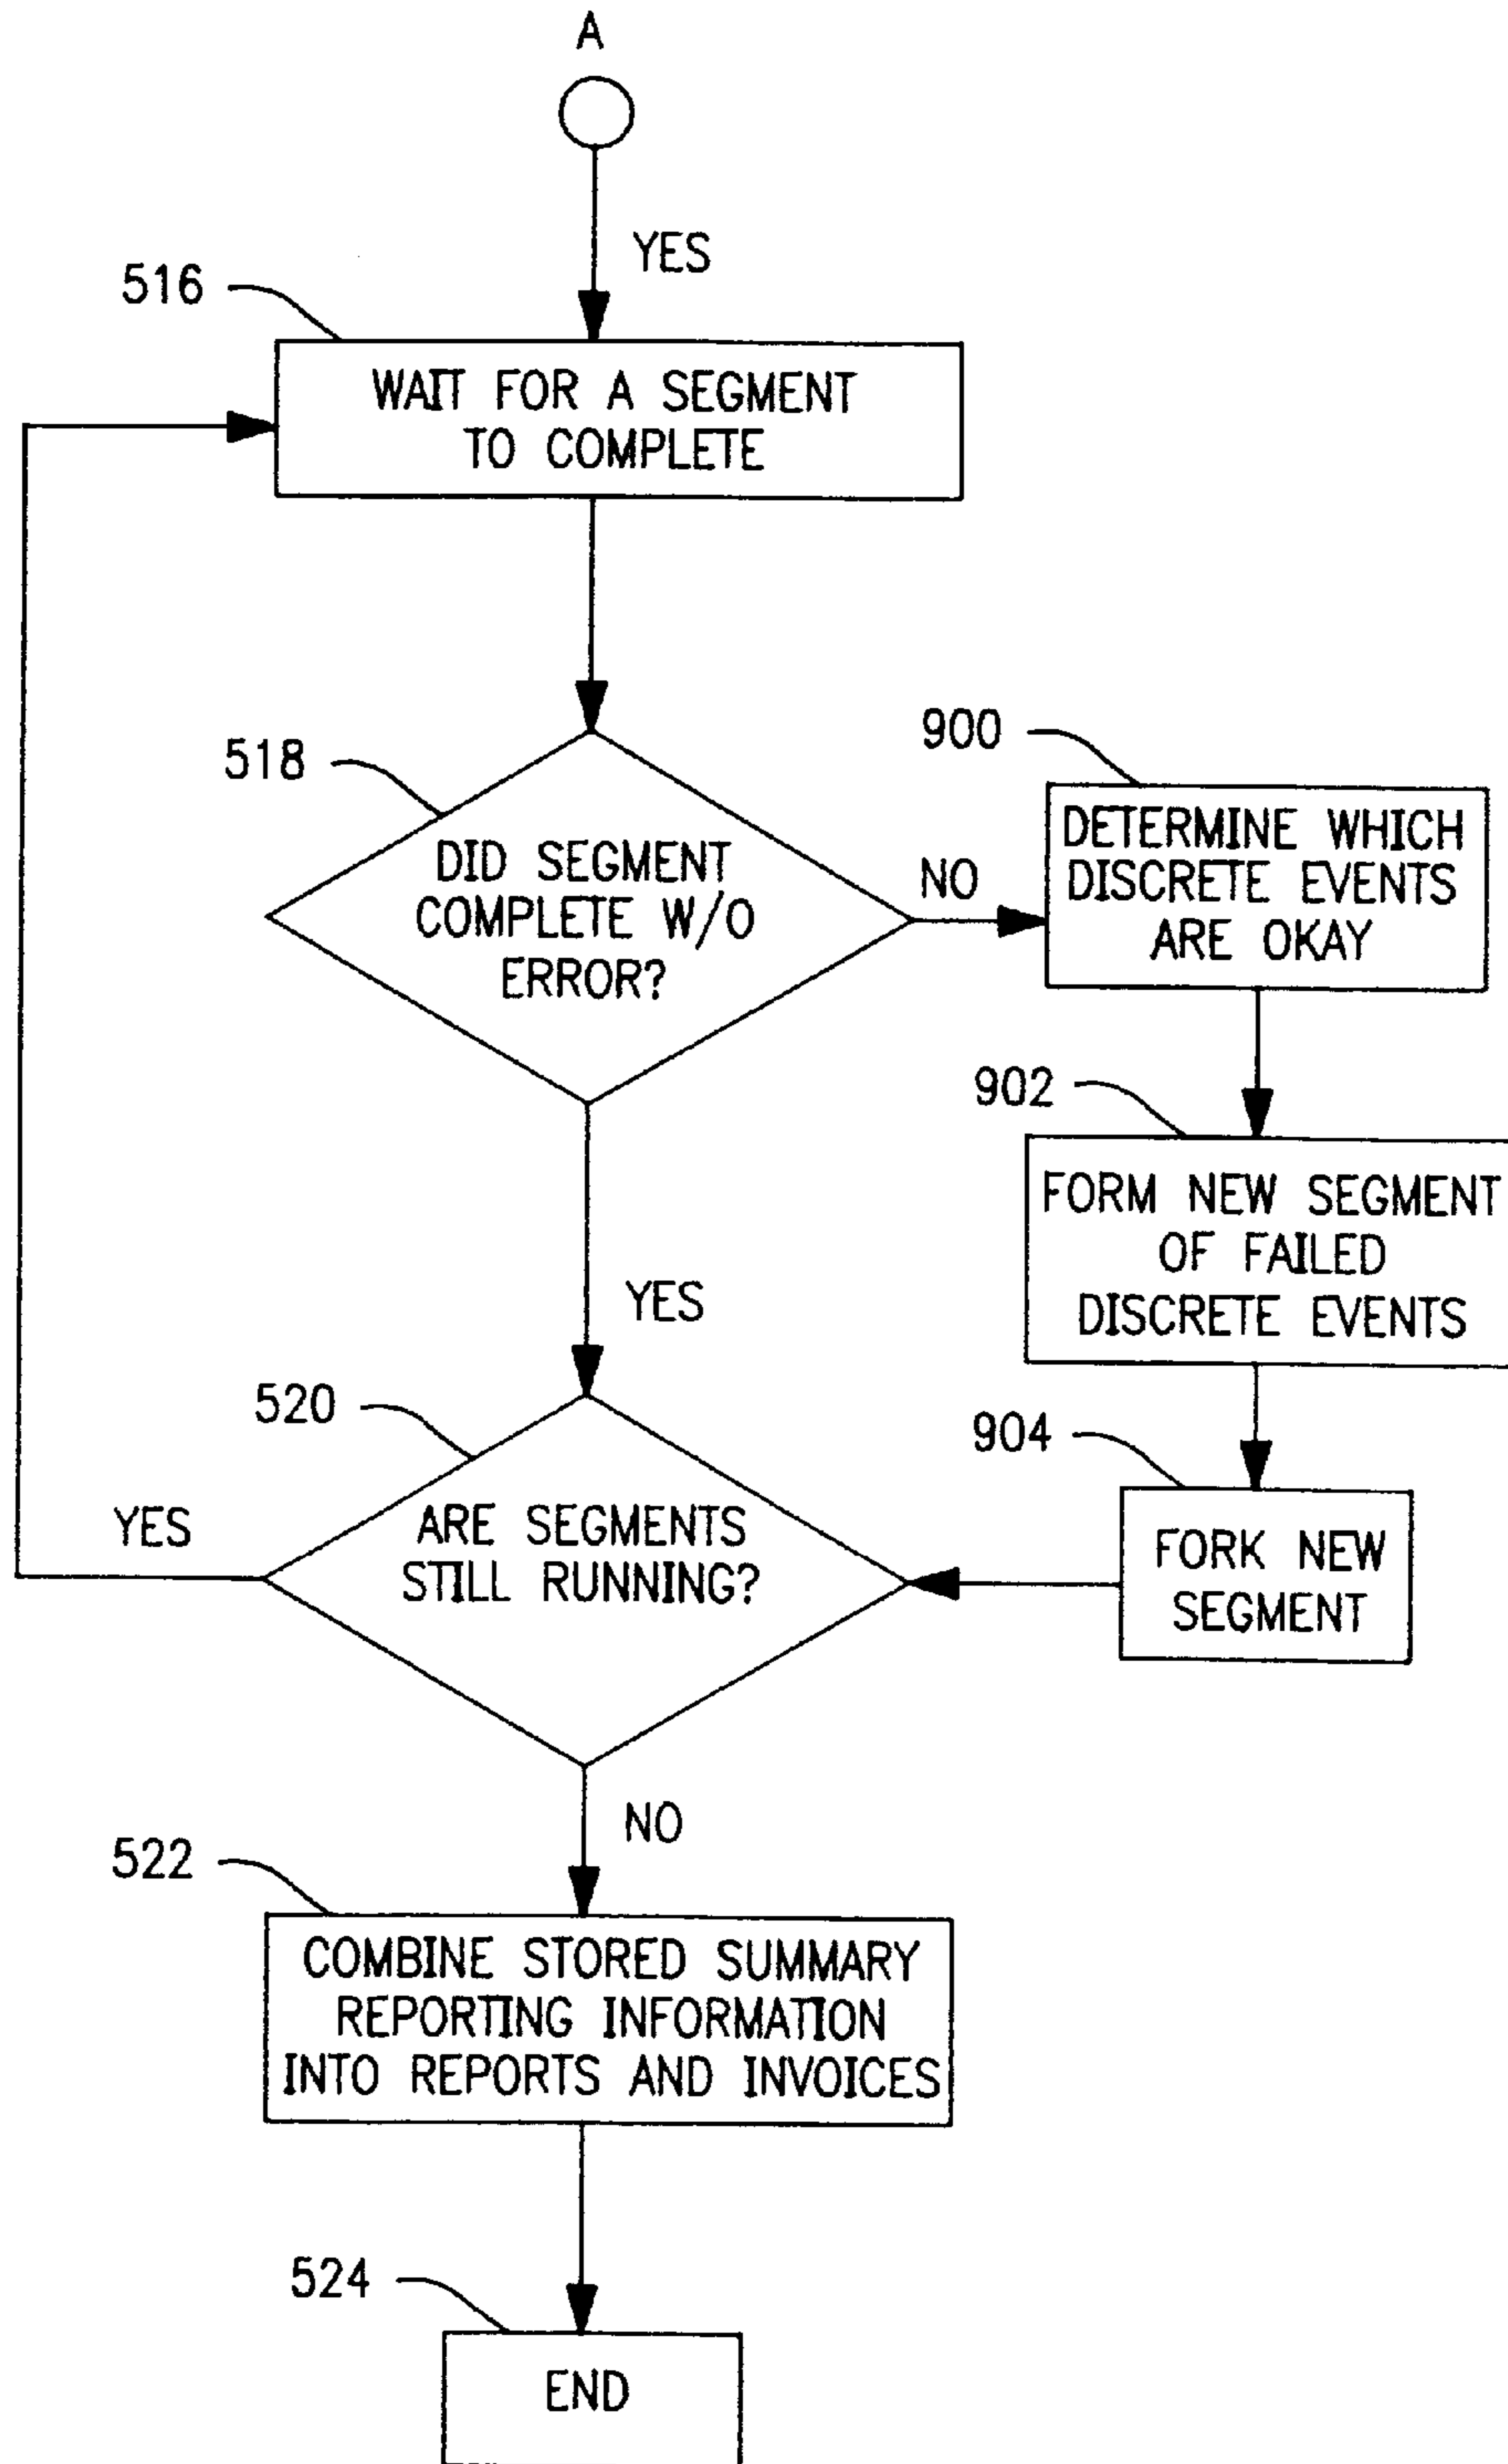 A
YES
516
WAIT FOR A SEGMENT
TO COMPLETE
518
DID SEGMENT
COMPLETE W/O
ERROR?
NO
900
DETERMINE WHICH
DISCRETE EVENTS
ARE OKAY
902
FORM NEW SEGMENT
OF FAILED
DISCRETE EVENTS
YES
520
ARE SEGMENTS
STILL RUNNING?
YES
904
FORK NEW
SEGMENT
NO
522
COMBINE STORED SUMMARY
REPORTING INFORMATION
INTO REPORTS AND INVOICES
524
END